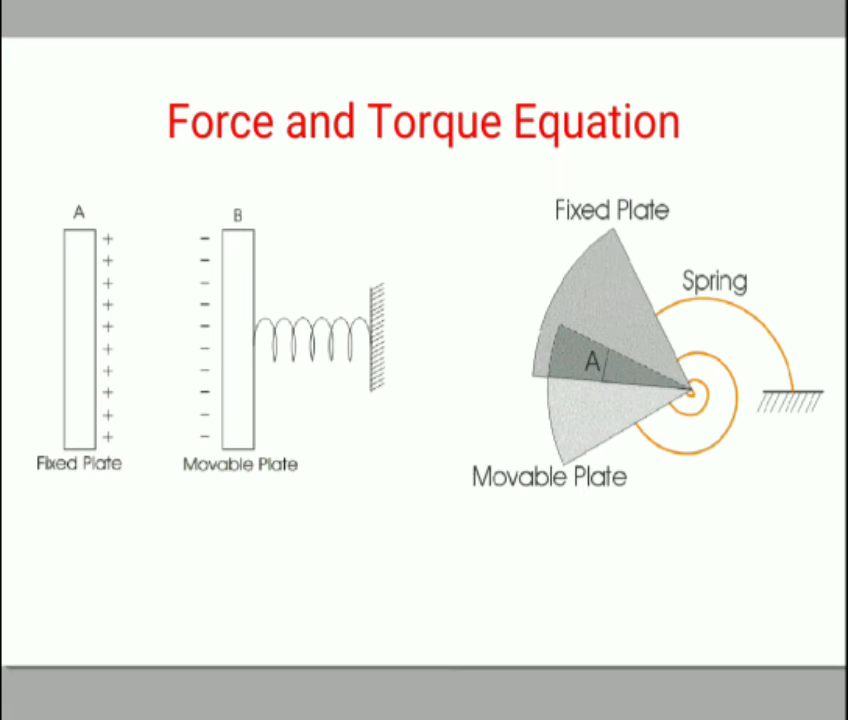 Force and Torque Equation
A
B
Fixed Plate
Movable Plate
Fixed Plate
Spring
A
Movable Plate